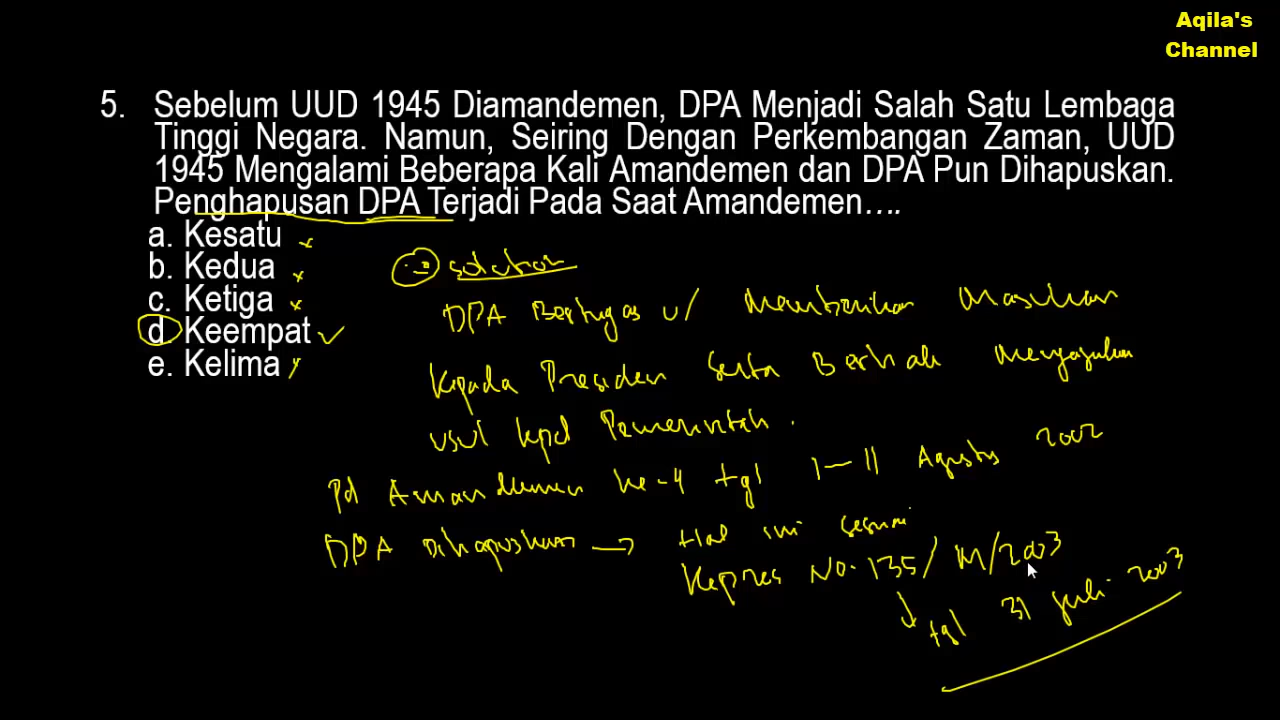 Aqila's
Channel
5. Sebelum UUD 1945 Diamandemen, DPA Menjadi Salah Satu Lembaga
Tinggi Negara. Namun, Seiring Dengan Perkembangan Zaman, UUD
1945 Mengalami Beberapa Kali Amandemen dan DPA Pun Dihapuskan.
Penghapusan DPA Terjadi Pada Saat Amandemen….
a. Kesatu x
b. Kedua x
c. Ketiga x
d. Keempat ✓
e. Kelima x
solution
DPA Bertugas u/ Memberikan Masukan
Kepada Presiden Serta Berhak Mengajukan
usul kpd Pemerintah.
Pd Amandemen ke-4 tgl 1-11 Agustus 2002
DPA Dihapuskan → Hal ini sesuai
Kepres No. 135/M/2003
↓ tgl 31 Juli 2003